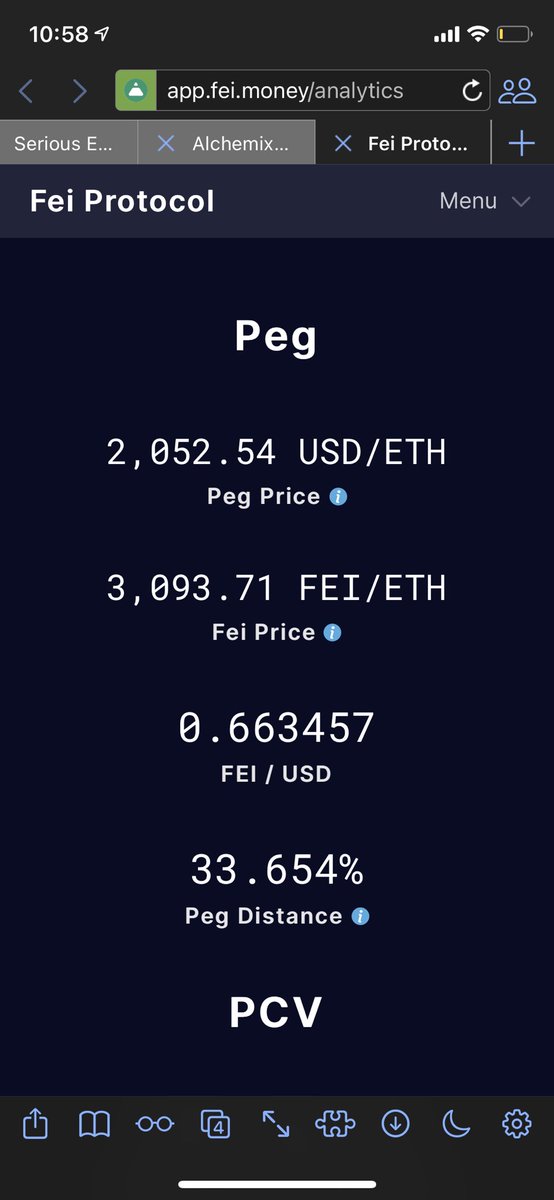 10:58
app.fei.money/analytics
Serious E... Alchemix... Fei Proto...
Fei Protocol Menu
Peg
2,052.54 USD/ETH
Peg Price i
3,093.71 FEI/ETH
Fei Price i
0.663457
FEI / USD
33.654%
Peg Distance i
PCV
4